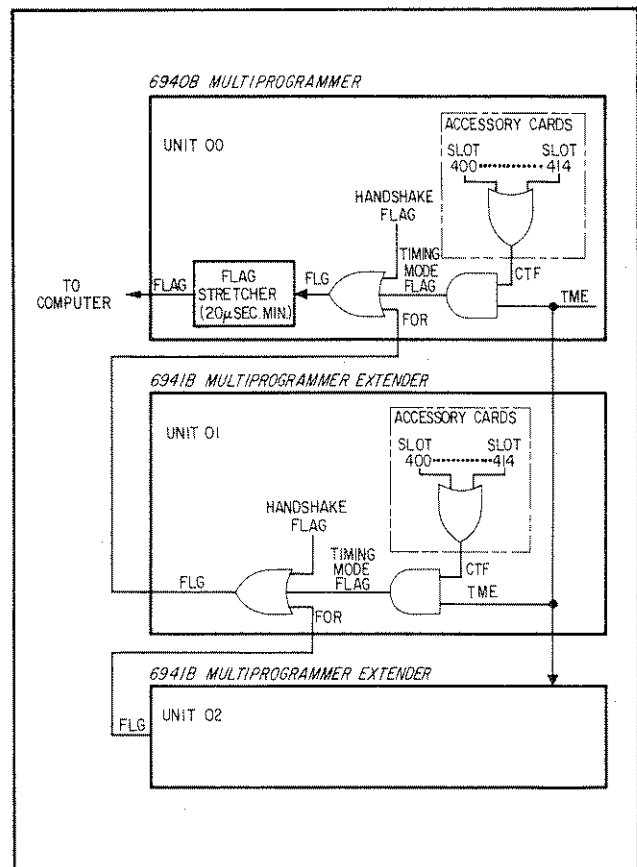 6940B MULTIPROGRAMMER
UNIT 00
ACCESSORY CARDS
SLOT SLOT
400 414
HANDSHAKE
FLAG
TIMING
MODE
FLAG
CTF
TO
COMPUTER
FLAG
FLAG
STRETCHER
(20μSEC. MIN.)
FLG
FOR
TME
6941B MULTIPROGRAMMER EXTENDER
UNIT 01
ACCESSORY CARDS
SLOT SLOT
400 414
HANDSHAKE
FLAG
TIMING
MODE
FLAG
CTF
TME
FLG
FOR
6941B MULTIPROGRAMMER EXTENDER
UNIT 02
FLG